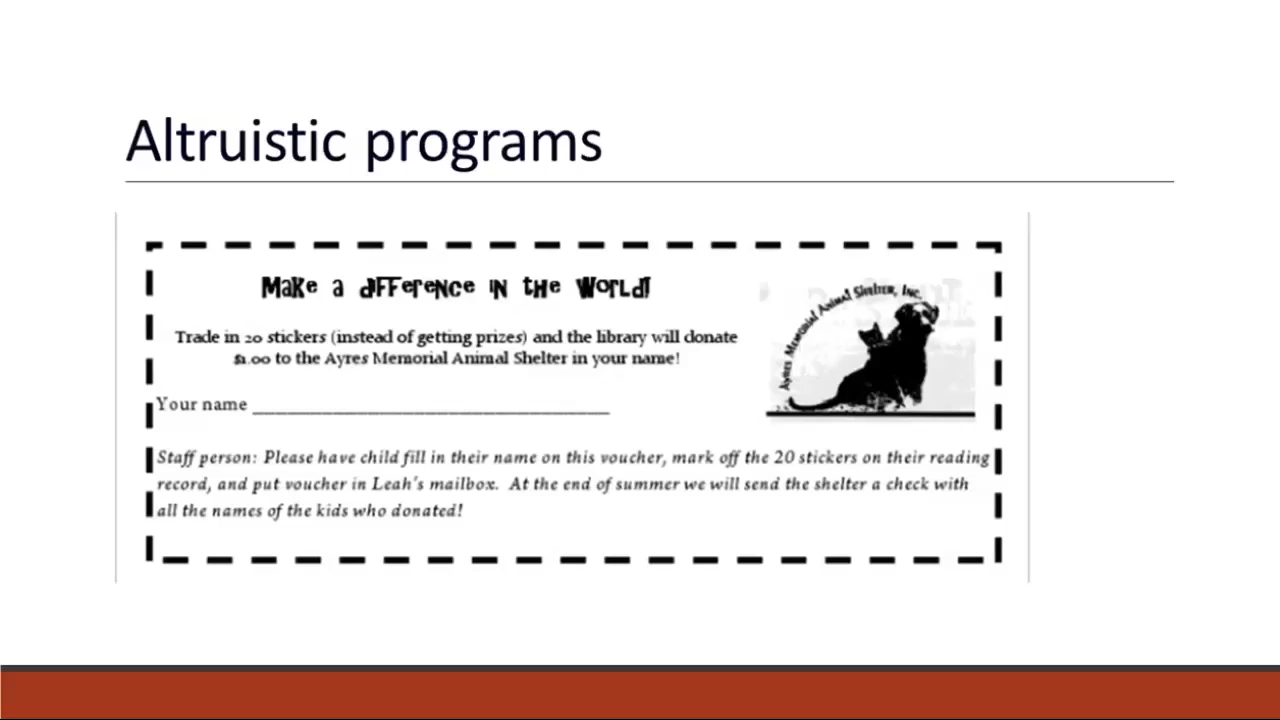 Altruistic programs
Make a difference in the World!
Trade in 20 stickers (instead of getting prizes) and the library will donate
$1.00 to the Ayres Memorial Animal Shelter in your name!
Ayres Memorial Animal Shelter, Inc.
Your name ______________________________________
Staff person: Please have child fill in their name on this voucher, mark off the 20 stickers on their reading
record, and put voucher in Leah's mailbox. At the end of summer we will send the shelter a check with
all the names of the kids who donated!